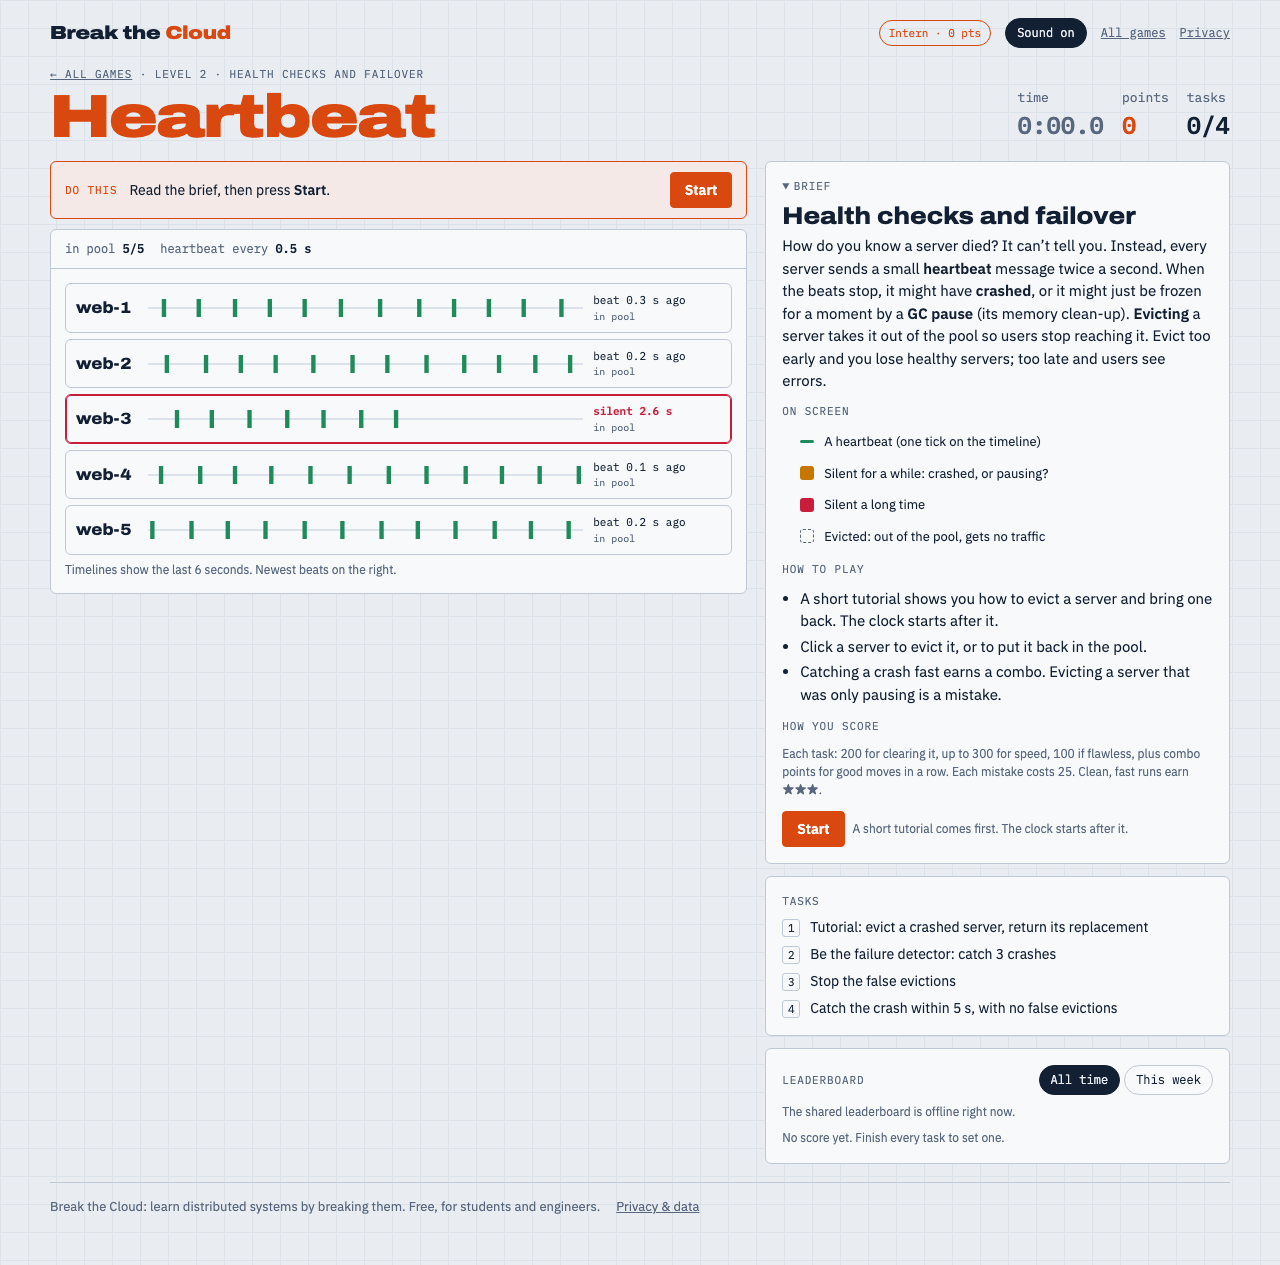 Break the Cloud
Intern · 0 pts
Sound on
All games
Privacy
← ALL GAMES · LEVEL 2 · HEALTH CHECKS AND FAILOVER
Heartbeat
time
points
tasks
0:00.0
0
0/4
DO THIS Read the brief, then press Start.
Start
in pool 5/5 heartbeat every 0.5 s
web-1
beat 0.3 s ago
in pool
web-2
beat 0.2 s ago
in pool
web-3
silent 2.6 s
in pool
web-4
beat 0.1 s ago
in pool
web-5
beat 0.2 s ago
in pool
Timelines show the last 6 seconds. Newest beats on the right.
▼ BRIEF
Health checks and failover
How do you know a server died? It can’t tell you. Instead, every
server sends a small heartbeat message twice a second. When
the beats stop, it might have crashed, or it might just be frozen
for a moment by a GC pause (its memory clean-up). Evicting a
server takes it out of the pool so users stop reaching it. Evict too
early and you lose healthy servers; too late and users see
errors.
ON SCREEN
A heartbeat (one tick on the timeline)
Silent for a while: crashed, or pausing?
Silent a long time
Evicted: out of the pool, gets no traffic
HOW TO PLAY
• A short tutorial shows you how to evict a server and bring one
back. The clock starts after it.
• Click a server to evict it, or to put it back in the pool.
• Catching a crash fast earns a combo. Evicting a server that
was only pausing is a mistake.
HOW YOU SCORE
Each task: 200 for clearing it, up to 300 for speed, 100 if flawless, plus combo
points for good moves in a row. Each mistake costs 25. Clean, fast runs earn
★★★.
Start
A short tutorial comes first. The clock starts after it.
TASKS
1 Tutorial: evict a crashed server, return its replacement
2 Be the failure detector: catch 3 crashes
3 Stop the false evictions
4 Catch the crash within 5 s, with no false evictions
LEADERBOARD
All time
This week
The shared leaderboard is offline right now.
No score yet. Finish every task to set one.
Break the Cloud: learn distributed systems by breaking them. Free, for students and engineers. Privacy & data